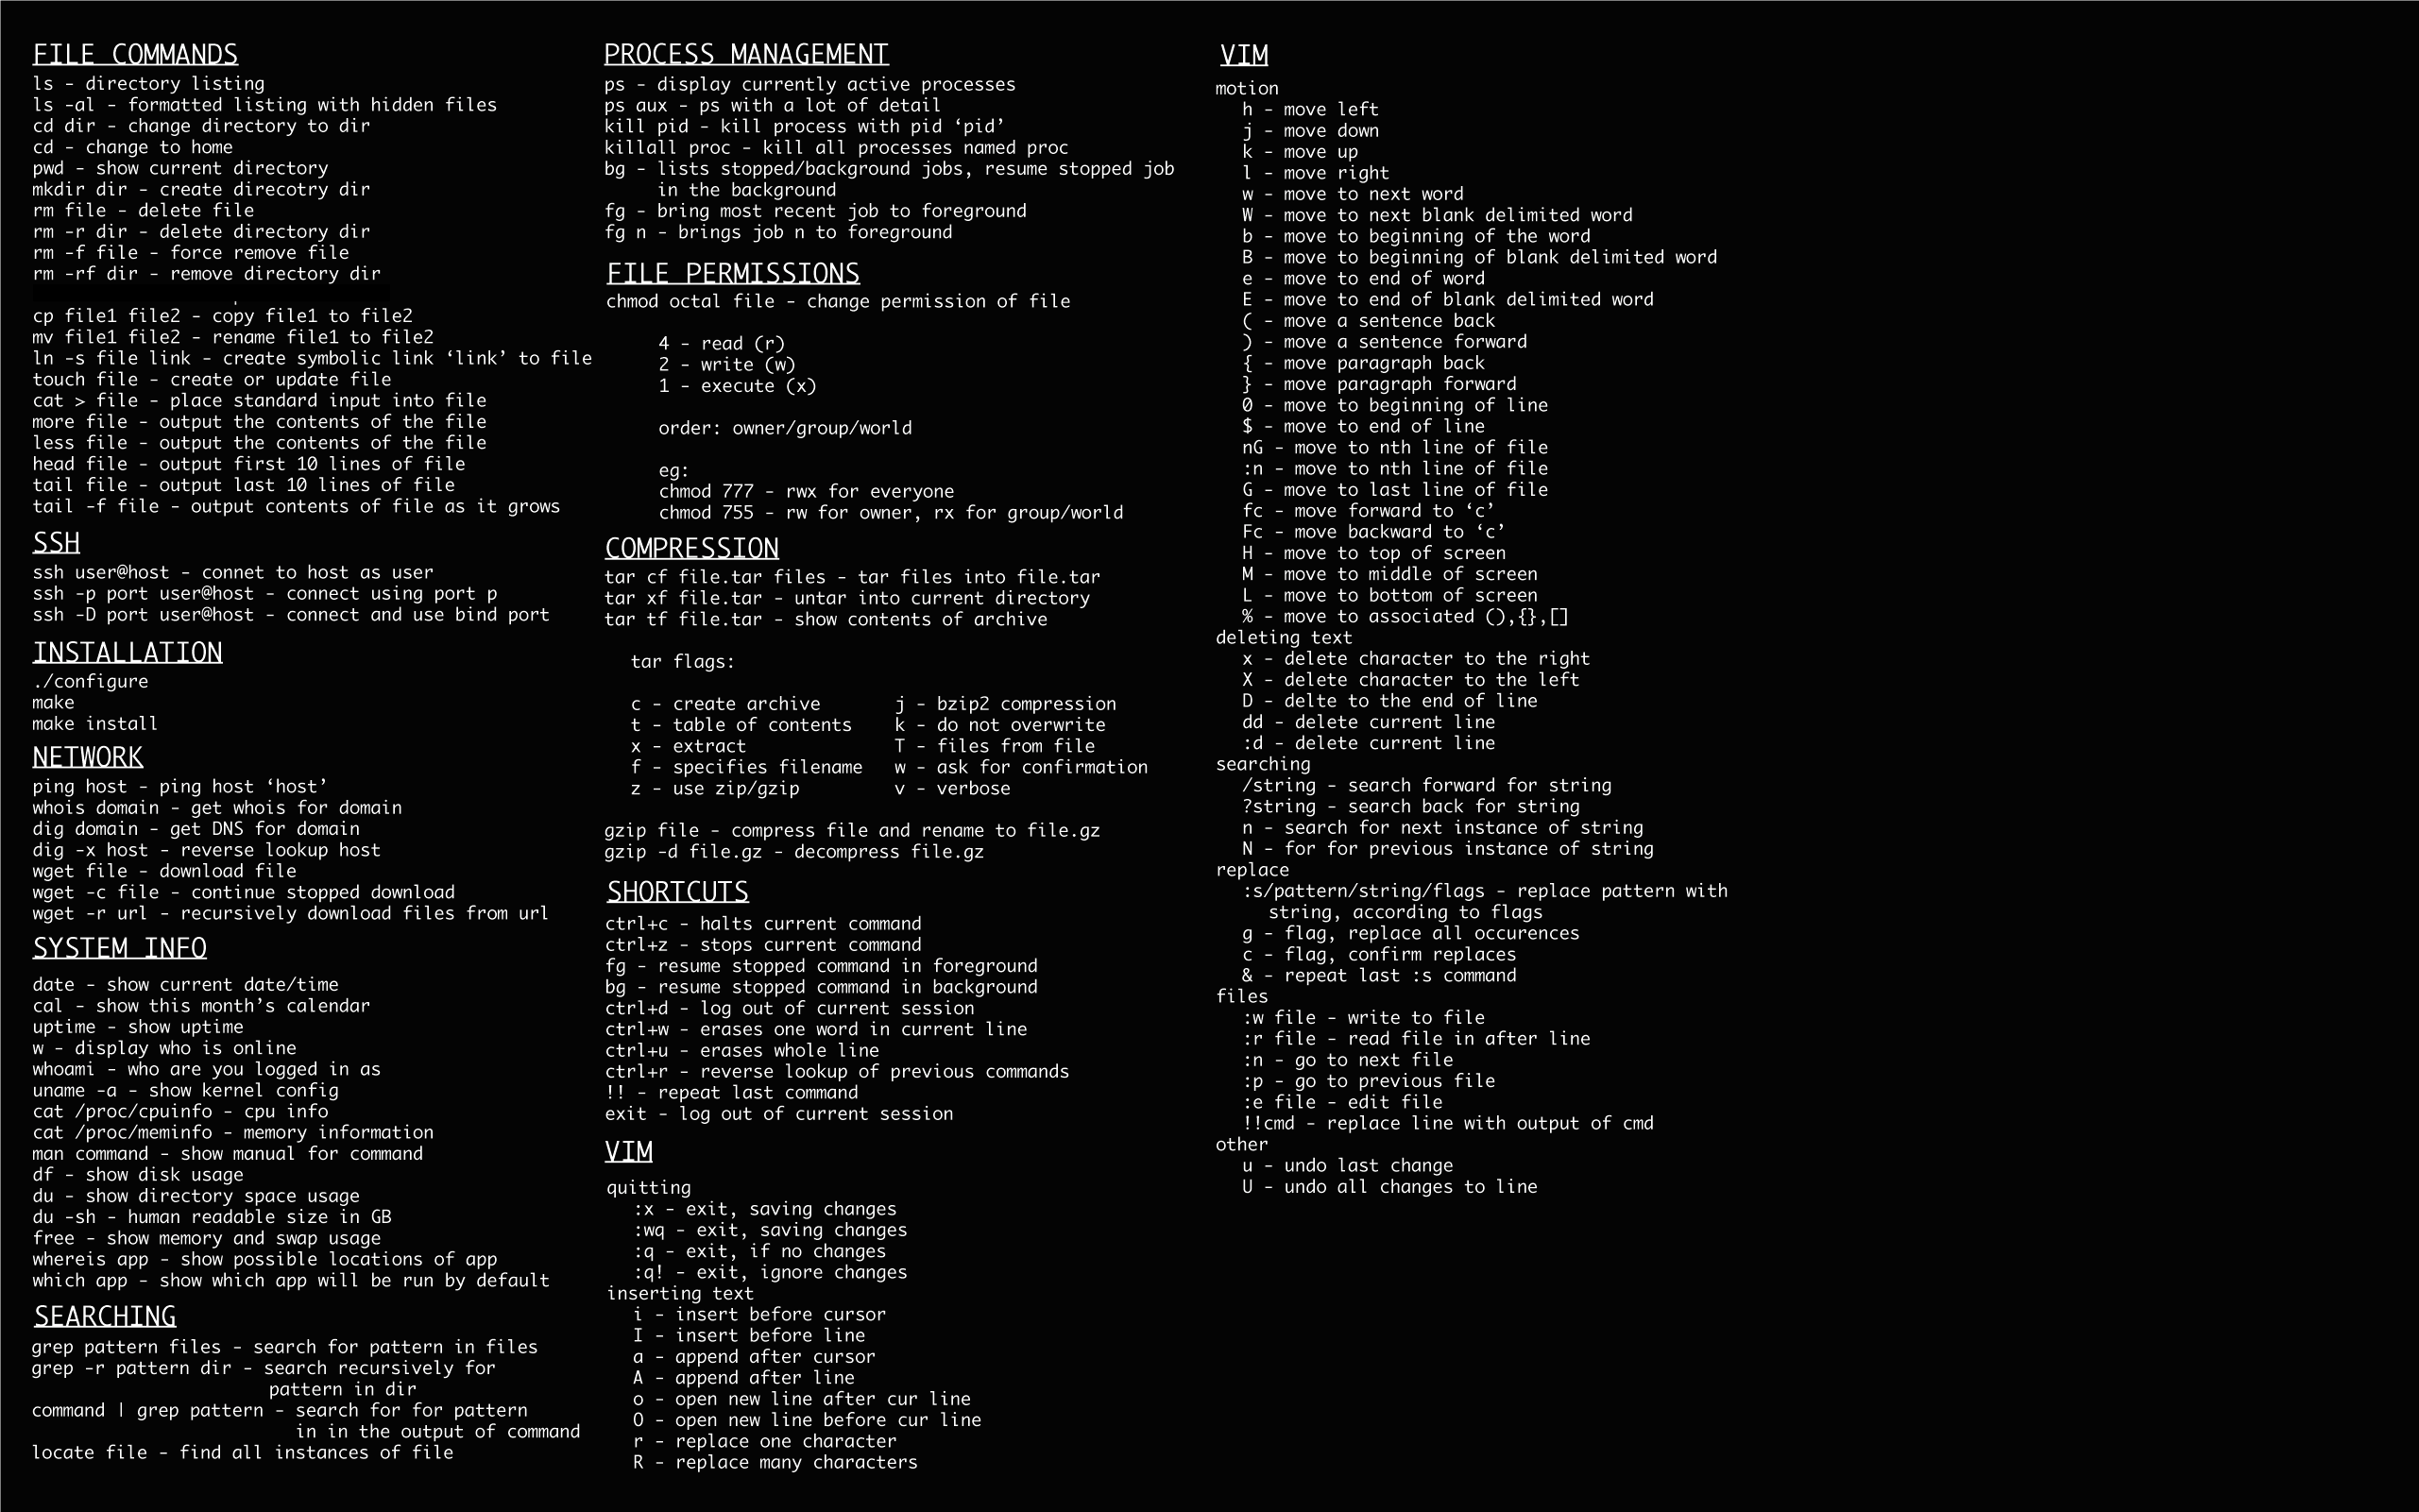 FILE COMMANDS
ls - directory listing
ls -al - formatted listing with hidden files
cd dir - change directory to dir
cd - change to home
pwd - show current directory
mkdir dir - create direcotry dir
rm file - delete file
rm -r dir - delete directory dir
rm -f file - force remove file
rm -rf dir - remove directory dir
cp file1 file2 - copy file1 to file2
mv file1 file2 - rename file1 to file2
ln -s file link - create symbolic link ‘link’ to file
touch file - create or update file
cat > file - place standard input into file
more file - output the contents of the file
less file - output the contents of the file
head file - output first 10 lines of file
tail file - output last 10 lines of file
tail -f file - output contents of file as it grows
SSH
ssh user@host - connet to host as user
ssh -p port user@host - connect using port p
ssh -D port user@host - connect and use bind port
INSTALLATION
./configure
make
make install
NETWORK
ping host - ping host ‘host’
whois domain - get whois for domain
dig domain - get DNS for domain
dig -x host - reverse lookup host
wget file - download file
wget -c file - continue stopped download
wget -r url - recursively download files from url
SYSTEM INFO
date - show current date/time
cal - show this month’s calendar
uptime - show uptime
w - display who is online
whoami - who are you logged in as
uname -a - show kernel config
cat /proc/cpuinfo - cpu info
cat /proc/meminfo - memory information
man command - show manual for command
df - show disk usage
du - show directory space usage
du -sh - human readable size in GB
free - show memory and swap usage
whereis app - show possible locations of app
which app - show which app will be run by default
SEARCHING
grep pattern files - search for pattern in files
grep -r pattern dir - search recursively for
pattern in dir
command | grep pattern - search for for pattern
in in the output of command
locate file - find all instances of file
PROCESS MANAGEMENT
ps - display currently active processes
ps aux - ps with a lot of detail
kill pid - kill process with pid ‘pid’
killall proc - kill all processes named proc
bg - lists stopped/background jobs, resume stopped job
in the background
fg - bring most recent job to foreground
fg n - brings job n to foreground
FILE PERMISSIONS
chmod octal file - change permission of file
4 - read (r)
2 - write (w)
1 - execute (x)
order: owner/group/world
eg:
chmod 777 - rwx for everyone
chmod 755 - rw for owner, rx for group/world
COMPRESSION
tar cf file.tar files - tar files into file.tar
tar xf file.tar - untar into current directory
tar tf file.tar - show contents of archive
tar flags:
c - create archive j - bzip2 compression
t - table of contents k - do not overwrite
x - extract T - files from file
f - specifies filename w - ask for confirmation
z - use zip/gzip v - verbose
gzip file - compress file and rename to file.gz
gzip -d file.gz - decompress file.gz
SHORTCUTS
ctrl+c - halts current command
ctrl+z - stops current command
fg - resume stopped command in foreground
bg - resume stopped command in background
ctrl+d - log out of current session
ctrl+w - erases one word in current line
ctrl+u - erases whole line
ctrl+r - reverse lookup of previous commands
!! - repeat last command
exit - log out of current session
VIM
quitting
:x - exit, saving changes
:wq - exit, saving changes
:q - exit, if no changes
:q! - exit, ignore changes
inserting text
i - insert before cursor
I - insert before line
a - append after cursor
A - append after line
o - open new line after cur line
O - open new line before cur line
r - replace one character
R - replace many characters
VIM
motion
h - move left
j - move down
k - move up
l - move right
w - move to next word
W - move to next blank delimited word
b - move to beginning of the word
B - move to beginning of blank delimited word
e - move to end of word
E - move to end of blank delimited word
( - move a sentence back
) - move a sentence forward
{ - move paragraph back
} - move paragraph forward
0 - move to beginning of line
$ - move to end of line
nG - move to nth line of file
:n - move to nth line of file
G - move to last line of file
fc - move forward to ‘c’
Fc - move backward to ‘c’
H - move to top of screen
M - move to middle of screen
L - move to bottom of screen
% - move to associated (),{},[]
deleting text
x - delete character to the right
X - delete character to the left
D - delte to the end of line
dd - delete current line
:d - delete current line
searching
/string - search forward for string
?string - search back for string
n - search for next instance of string
N - for for previous instance of string
replace
:s/pattern/string/flags - replace pattern with
string, according to flags
g - flag, replace all occurences
c - flag, confirm replaces
& - repeat last :s command
files
:w file - write to file
:r file - read file in after line
:n - go to next file
:p - go to previous file
:e file - edit file
!!cmd - replace line with output of cmd
other
u - undo last change
U - undo all changes to line